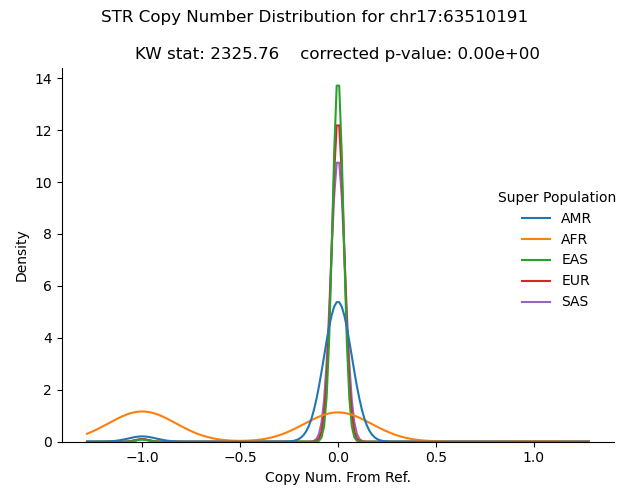 STR Copy Number Distribution for chr17:63510191
KW stat: 2325.76    corrected p-value: 0.00e+00
14
12
10
8
6
4
2
0
Density
−1.0
−0.5
0.0
0.5
1.0
Copy Num. From Ref.
Super Population
AMR
AFR
EAS
EUR
SAS